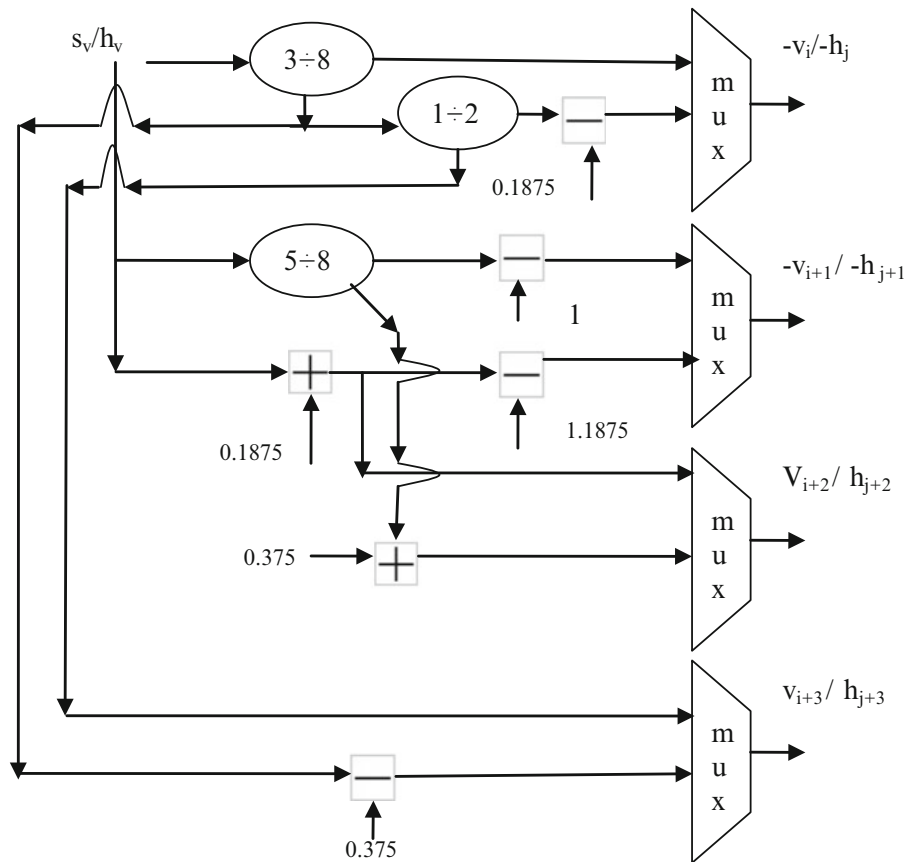 s_v/h_v
3÷8
m
u
x
-v_i/-h_j
1÷2
0.1875
5÷8
1
m
u
x
-v_{i+1}/ -h_{j+1}
0.1875
1.1875
0.375
m
u
x
V_{i+2}/ h_{j+2}
m
u
x
v_{i+3}/ h_{j+3}
0.375